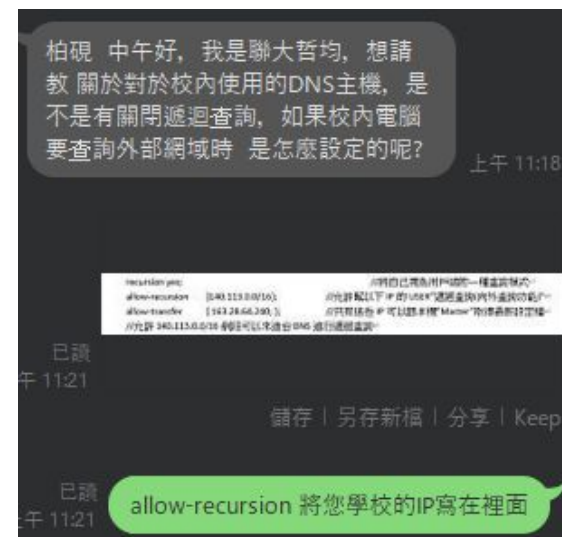 柏硯 中午好，我是聯大哲均，想請
教 關於對於校內使用的DNS主機，是
不是有關閉遞迴查詢，如果校內電腦
要查詢外部網域時 是怎麼設定的呢?
上午 11:18
recursion yes;
allow-recursion {140.113.0.0/16};
allow-transfer
已讀
午 11:21
儲存 | 另存新檔 | 分享 | Keep
已讀
午 11:21
allow-recursion 將您學校的IP寫在裡面